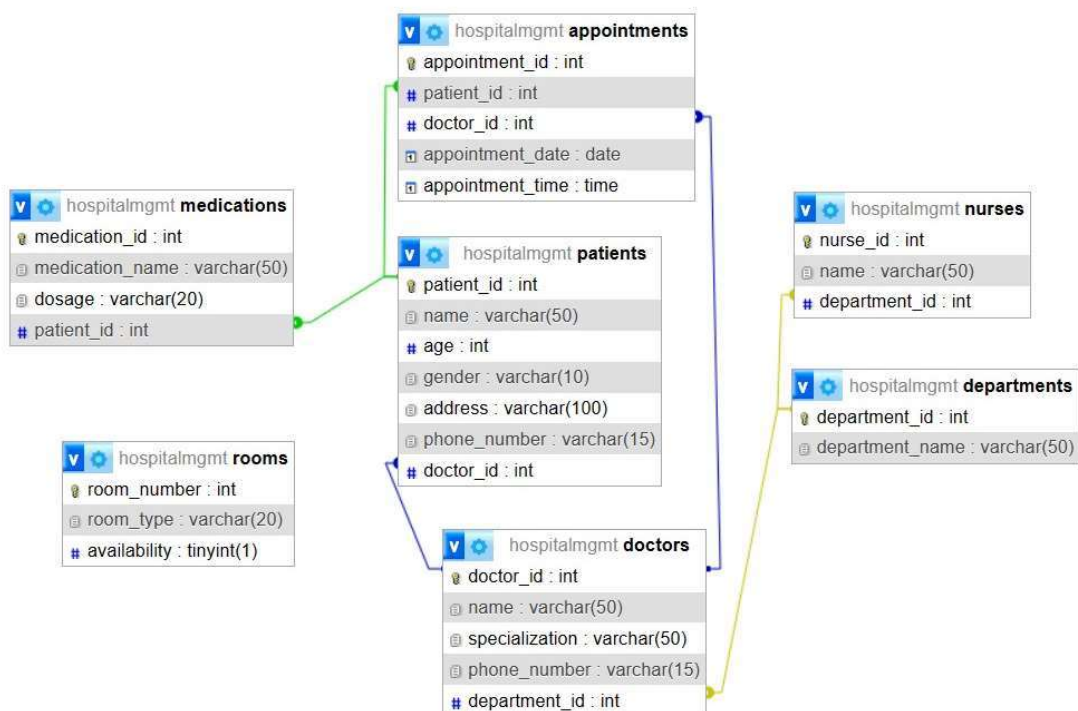 v hospitalmgmt appointments
appointment_id : int
# patient_id : int
# doctor_id : int
appointment_date : date
appointment_time : time
v hospitalmgmt medications
medication_id : int
medication_name : varchar(50)
dosage : varchar(20)
# patient_id : int
v hospitalmgmt patients
patient_id : int
name : varchar(50)
# age : int
gender : varchar(10)
address : varchar(100)
phone_number : varchar(15)
# doctor_id : int
v hospitalmgmt nurses
nurse_id : int
name : varchar(50)
# department_id : int
v hospitalmgmt departments
department_id : int
department_name : varchar(50)
v hospitalmgmt rooms
room_number : int
room_type : varchar(20)
# availability : tinyint(1)
v hospitalmgmt doctors
doctor_id : int
name : varchar(50)
specialization : varchar(50)
phone_number : varchar(15)
# department_id : int